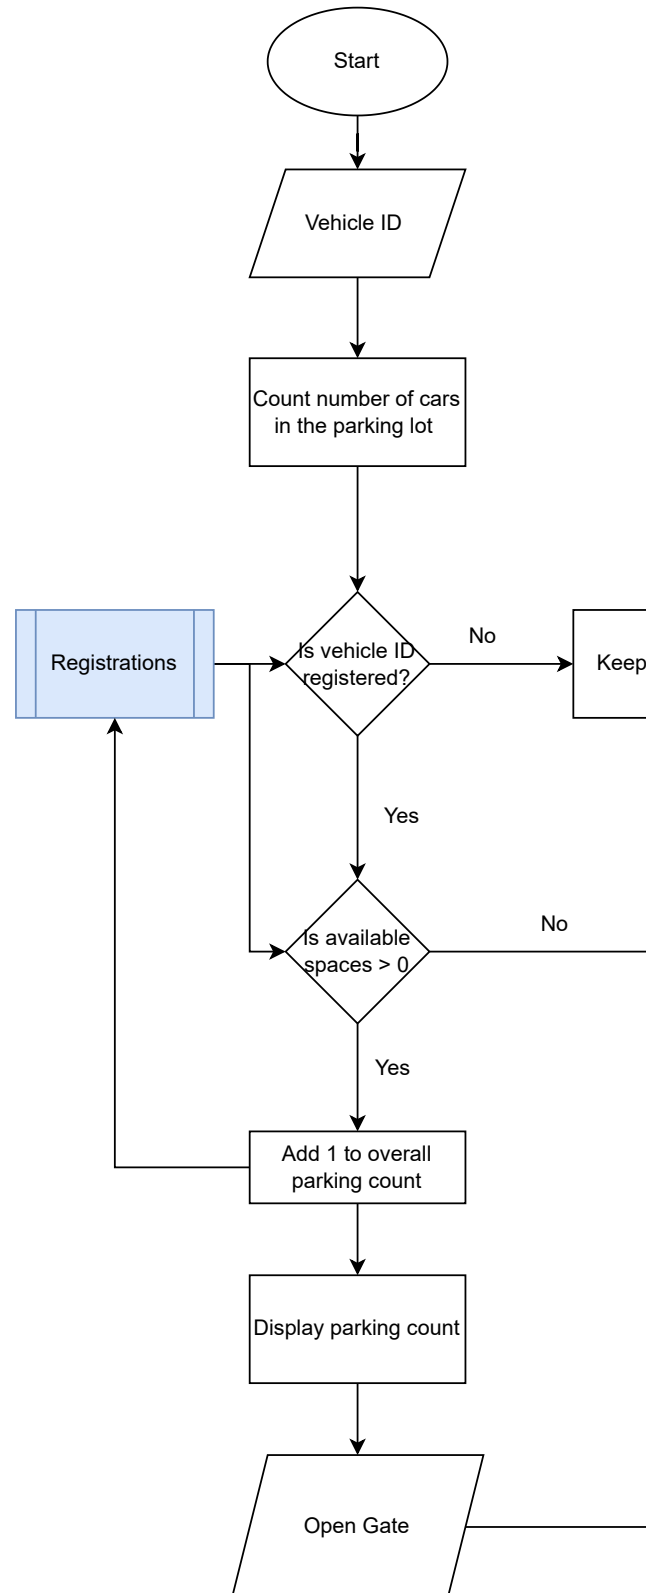 Start
Vehicle ID
Count number of cars
in the parking lot
Registrations
Is vehicle ID
registered?
No
Keep
Yes
Is available
spaces > 0
No
Yes
Add 1 to overall
parking count
Display parking count
Open Gate